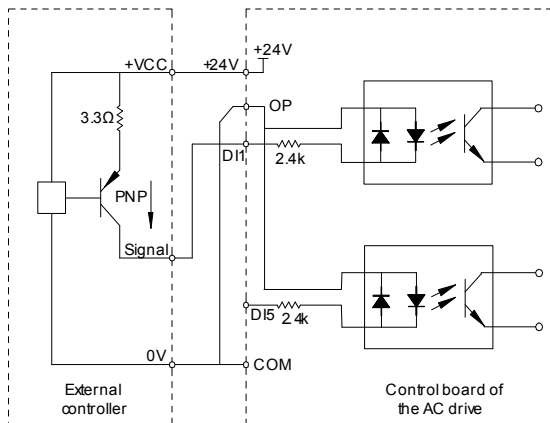 +24V
+VCC
+24V
OP
3.3Ω
DI1
2.4k
PNP
Signal
DI5
2.4k
0V
COM
External
controller
Control board of
the AC drive